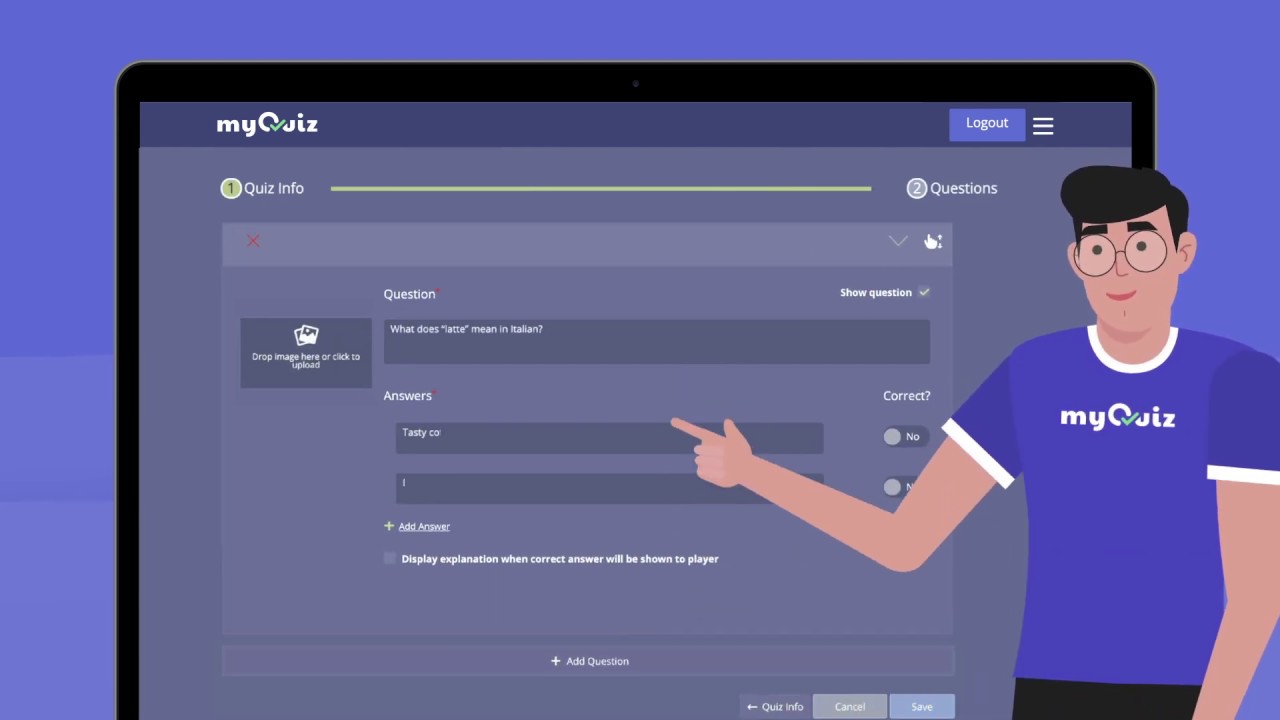 myQuiz
Logout
1 Quiz Info
2 Questions
Question*
Show question
What does “latte” mean in Italian?
Drop image here or click to
upload
Answers*
Correct?
Tasty co
No
+ Add Answer
Display explanation when correct answer will be shown to player
+ Add Question
← Quiz Info
Cancel
Save
myQuiz